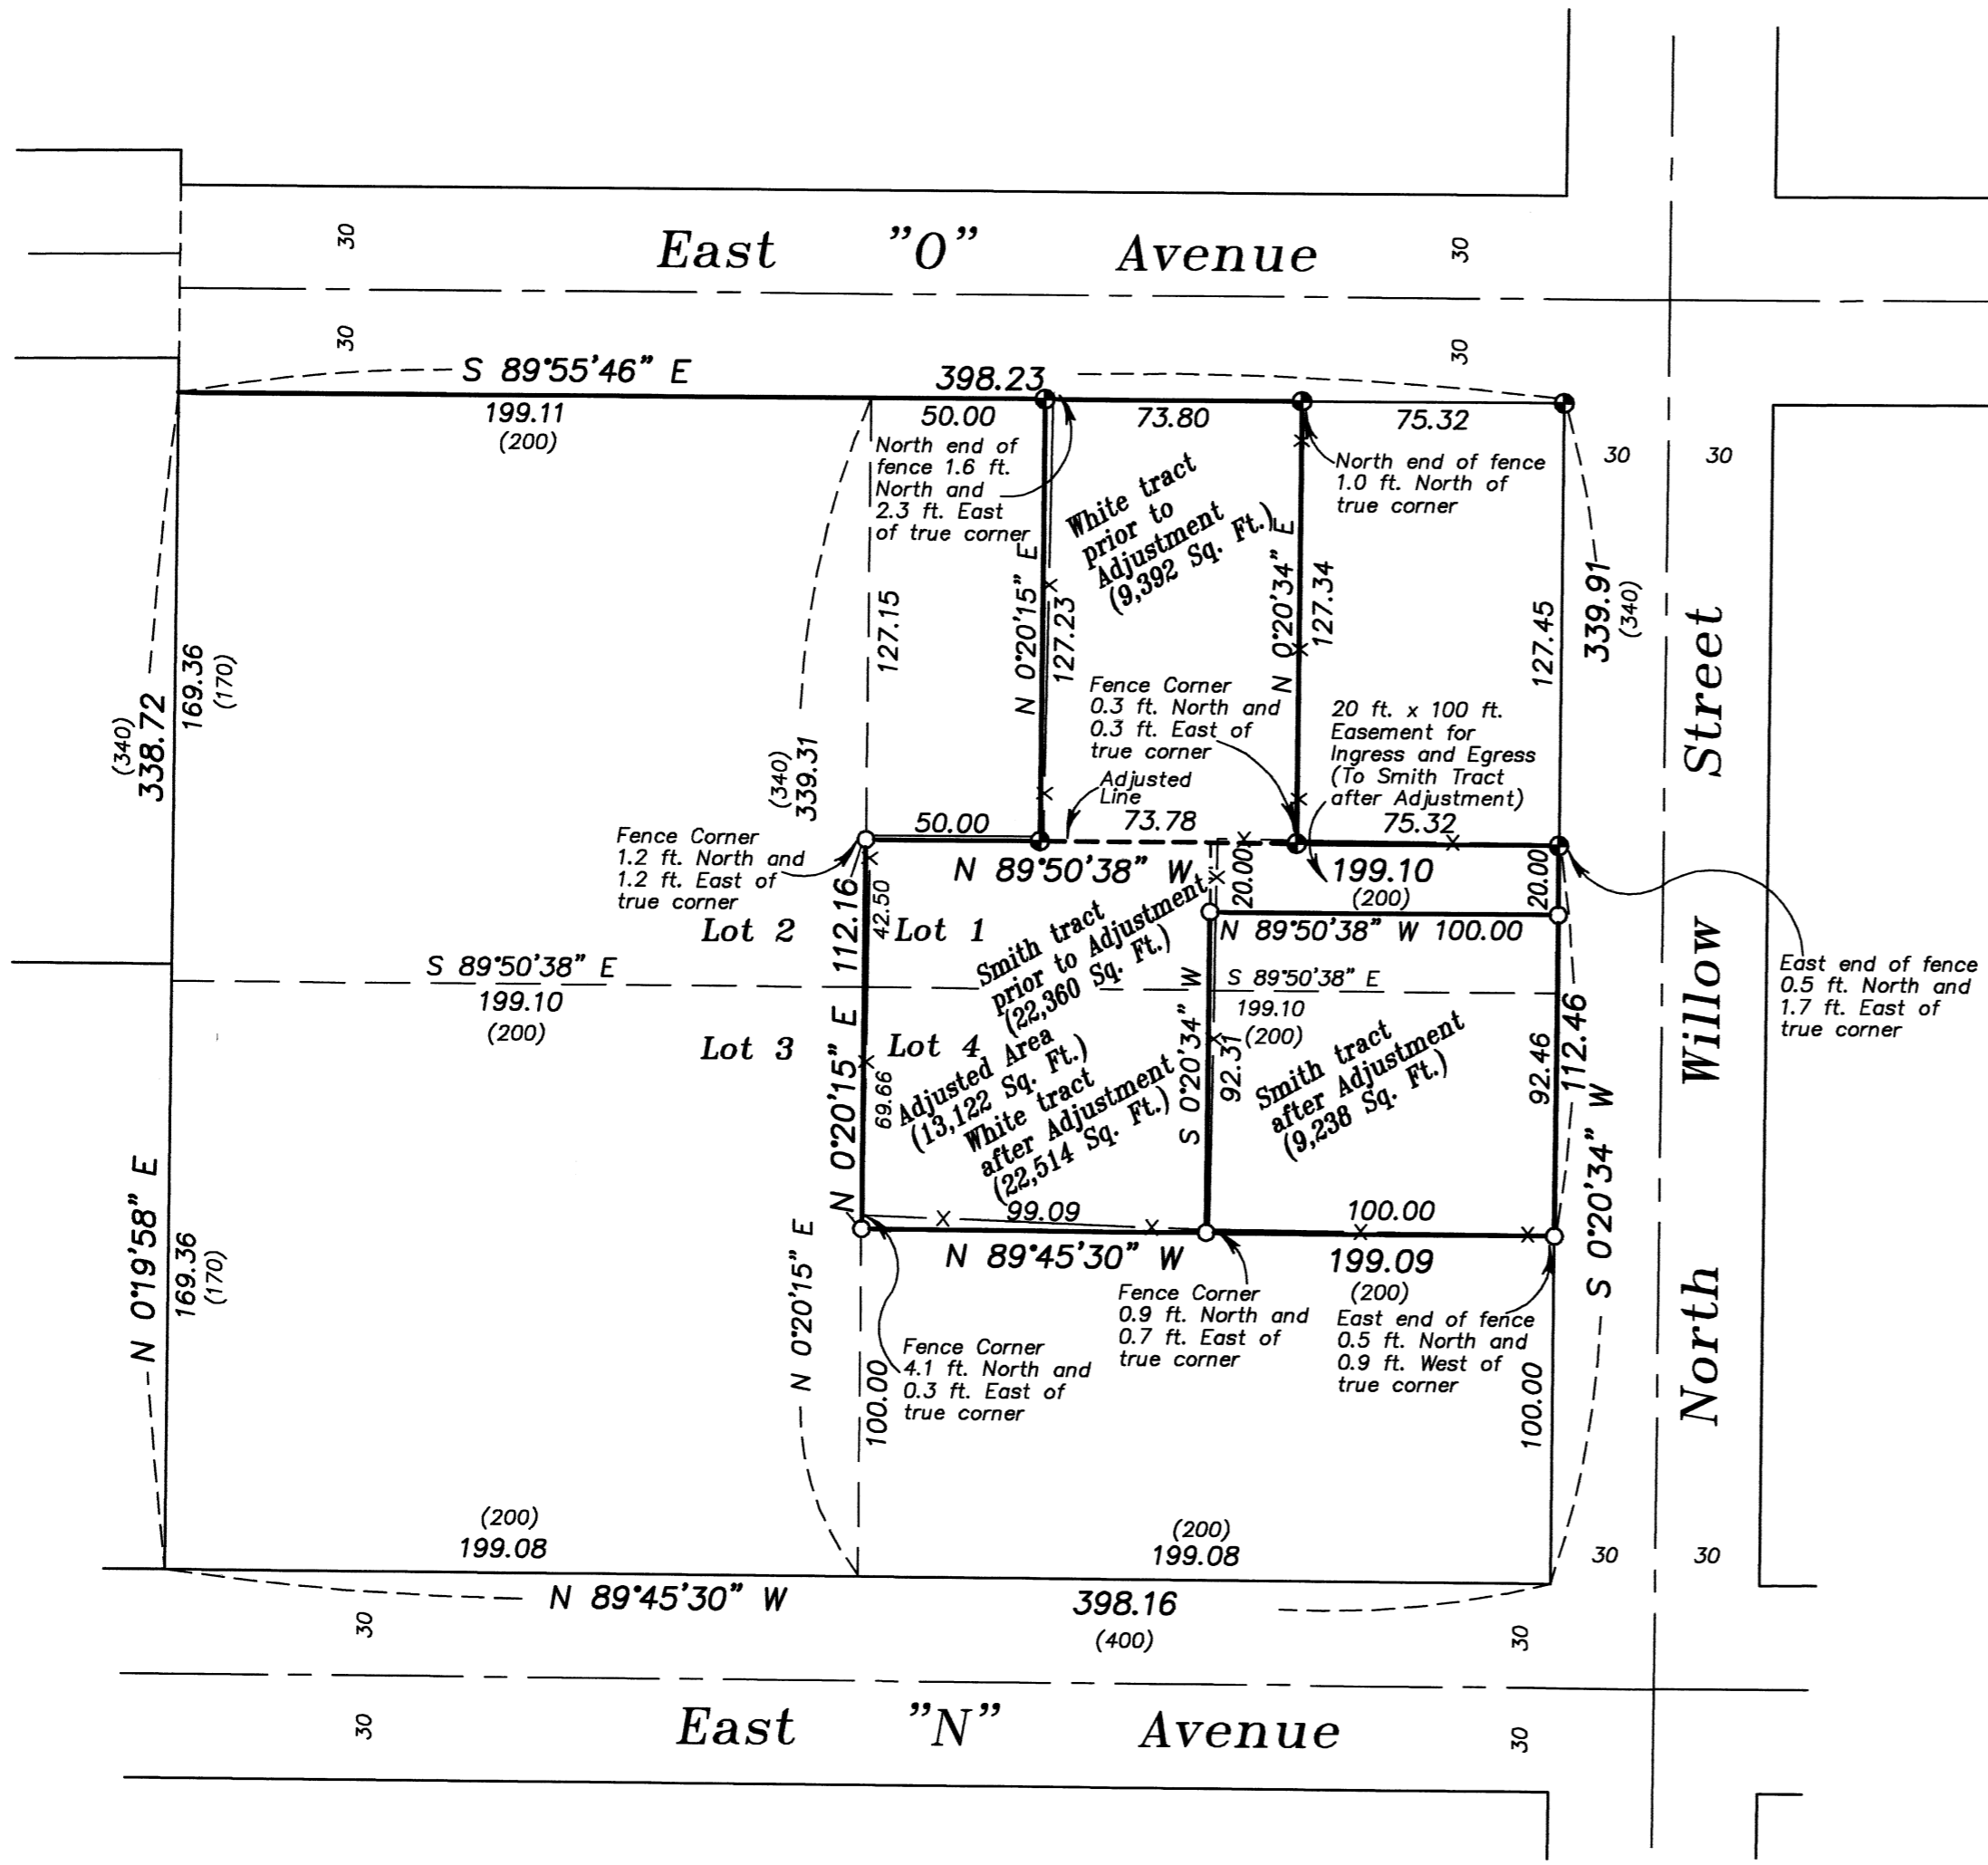 East "O" Avenue
30
30
30
30
S 89°55'46" E
398.23
199.11
(200)
50.00
73.80
75.32
North end of
fence 1.6 ft.
North and
2.3 ft. East
of true corner
White tract
prior to
Adjustment
(9,392 Sq. Ft.)
North end of fence
1.0 ft. North of
true corner
30
30
N 0°20'15" E
127.23
N 0°20'34" E
127.34
127.15
127.45
339.91
(340)
169.36
(170)
(340)
338.72
(340)
339.31
Fence Corner
0.3 ft. North and
0.3 ft. East of
true corner
20 ft. x 100 ft.
Easement for
Ingress and Egress
(To Smith Tract
after Adjustment)
Adjusted
Line
50.00
73.78
75.32
Fence Corner
1.2 ft. North and
1.2 ft. East of
true corner
N 89°50'38" W
199.10
(200)
20.00
20.00
112.16
42.50
Lot 2
Lot 1
N 89°50'38" W 100.00
Smith tract
prior to Adjustment
(22,360 Sq. Ft.)
S 89°50'38" E
199.10
(200)
S 89°50'38" E
199.10
(200)
East end of fence
0.5 ft. North and
1.7 ft. East of
true corner
Lot 3
Lot 4
N 0°20'15" E
69.66
Adjusted Area
(13,122 Sq. Ft.)
White tract
after Adjustment
(22,514 Sq. Ft.)
S 0°20'34" W
92.31
Smith tract
after Adjustment
(9,238 Sq. Ft.)
92.46
112.46
S 0°20'34" W
North Willow Street
99.09
100.00
N 89°45'30" W
199.09
(200)
N 0°19'58" E
169.36
(170)
N 0°20'15" E
100.00
Fence Corner
4.1 ft. North and
0.3 ft. East of
true corner
Fence Corner
0.9 ft. North and
0.7 ft. East of
true corner
East end of fence
0.5 ft. North and
0.9 ft. West of
true corner
100.00
(200)
199.08
(200)
199.08
30
30
N 89°45'30" W
398.16
(400)
30
30
East "N" Avenue
30
30